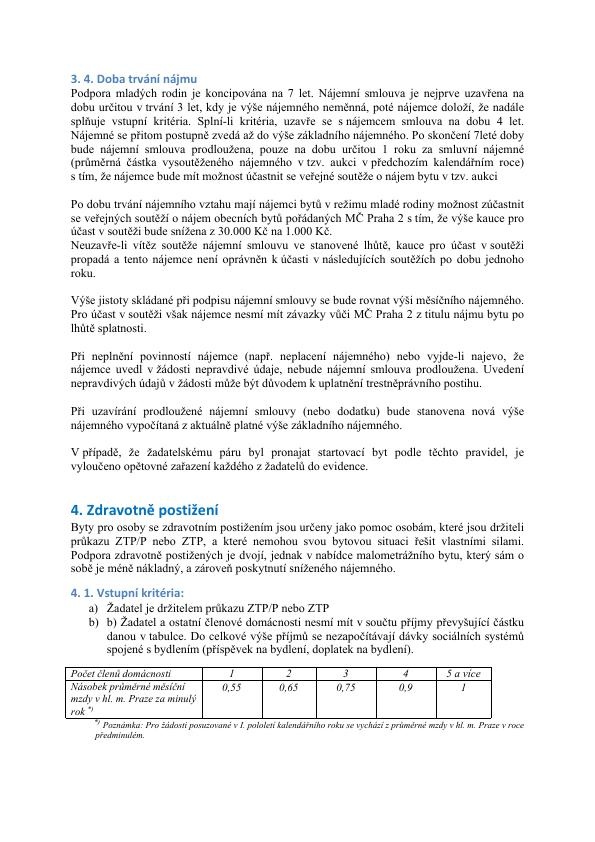 3. 4. Doba trvání nájmu
Podpora mladých rodin je koncipována na 7 let. Nájemní smlouva je nejprve uzavřena na
dobu určitou v trvání 3 let, kdy je výše nájemného neměnná, poté nájemce doloží, že nadále
splňuje vstupní kritéria. Splní-li kritéria, uzavře se s nájemcem smlouva na dobu 4 let.
Nájemné se přitom postupně zvedá až do výše základního nájemného. Po skončení 7leté doby
bude nájemní smlouva prodloužena, pouze na dobu určitou 1 roku za smluvní nájemné
(průměrná částka vysoutěženého nájemného v tzv. aukci v předchozím kalendářním roce)
s tím, že nájemce bude mít možnost účastnit se veřejné soutěže o nájem bytu v tzv. aukci
Po dobu trvání nájemního vztahu mají nájemci bytů v režimu mladé rodiny možnost zúčastnit
se veřejných soutěží o nájem obecních bytů pořádaných MČ Praha 2 s tím, že výše kauce pro
účast v soutěži bude snížena z 30.000 Kč na 1.000 Kč.
Neuzavře-li vítěz soutěže nájemní smlouvu ve stanovené lhůtě, kauce pro účast v soutěži
propadá a tento nájemce není oprávněn k účasti v následujících soutěžích po dobu jednoho
roku.
Výše jistoty skládané při podpisu nájemní smlouvy se bude rovnat výši měsíčního nájemného.
Pro účast v soutěži však nájemce nesmí mít závazky vůči MČ Praha 2 z titulu nájmu bytu po
lhůtě splatnosti.
Při neplnění povinností nájemce (např. neplacení nájemného) nebo vyjde-li najevo, že
nájemce uvedl v žádosti nepravdivé údaje, nebude nájemní smlouva prodloužena. Uvedení
nepravdivých údajů v žádosti může být důvodem k uplatnění trestněprávního postihu.
Při uzavírání prodloužené nájemní smlouvy (nebo dodatku) bude stanovena nová výše
nájemného vypočítaná z aktuálně platné výše základního nájemného.
V případě, že žadatelskému páru byl pronajat startovací byt podle těchto pravidel, je
vyloučeno opětovné zařazení každého z žadatelů do evidence.
4. Zdravotně postižení
Byty pro osoby se zdravotním postižením jsou určeny jako pomoc osobám, které jsou držiteli
průkazu ZTP/P nebo ZTP, a které nemohou svou bytovou situaci řešit vlastními silami.
Podpora zdravotně postižených je dvojí, jednak v nabídce malometrážního bytu, který sám o
sobě je méně nákladný, a zároveň poskytnutí sníženého nájemného.
4. 1. Vstupní kritéria:
a) Žadatel je držitelem průkazu ZTP/P nebo ZTP
b) b) Žadatel a ostatní členové domácnosti nesmí mít v součtu příjmy převyšující částku
danou v tabulce. Do celkové výše příjmů se nezapočítávají dávky sociálních systémů
spojené s bydlením (příspěvek na bydlení, doplatek na bydlení).
Počet členů domácnosti 1 2 3 4 5 a více
Násobek průměrné měsíční 0,55 0,65 0,75 0,9 1
mzdy v hl. m. Praze za minulý
rok *)
*) Poznámka: Pro žádosti posuzované v I. pololetí kalendářního roku se vychází z průměrné mzdy v hl. m. Praze v roce
předminulém.